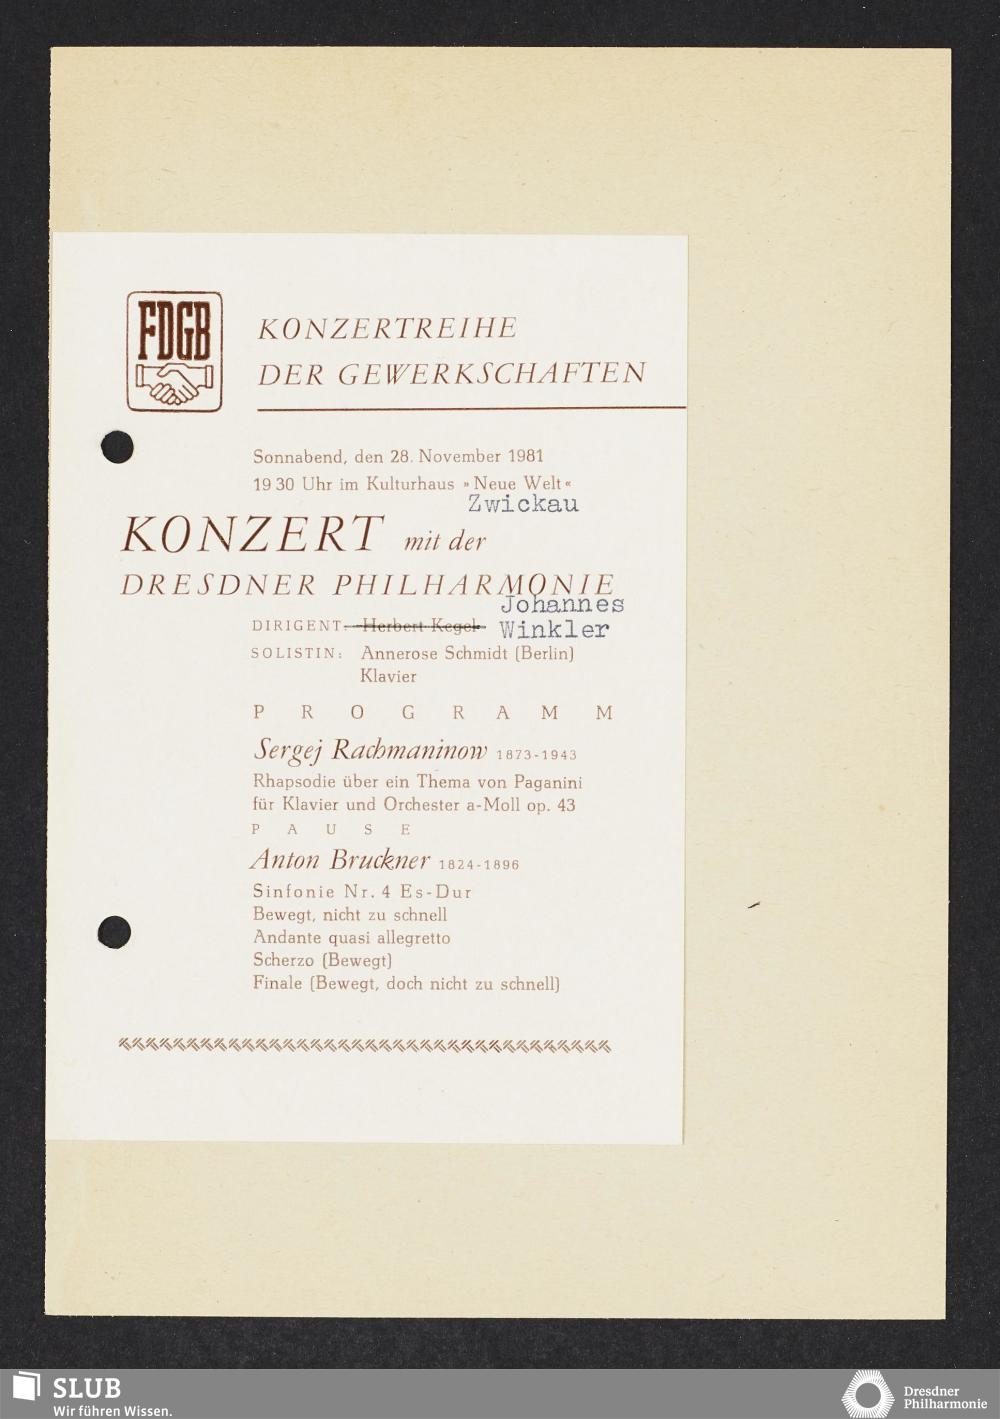 FDGB
KONZERTREIHE
DER GEWERKSCHAFTEN
Sonnabend, den 28. November 1981
19 30 Uhr im Kulturhaus »Neue Welt«
Zwickau
KONZERT mit der
DRESDNER PHILHARMONIE
Johannes
DIRIGENT: Herbert Kegel Winkler
SOLISTIN: Annerose Schmidt (Berlin)
Klavier
PROGRAMM
Sergej Rachmaninow 1873-1943
Rhapsodie über ein Thema von Paganini
für Klavier und Orchester a-Moll op. 43
PAUSE
Anton Bruckner 1824-1896
Sinfonie Nr. 4 Es-Dur
Bewegt, nicht zu schnell
Andante quasi allegretto
Scherzo (Bewegt)
Finale (Bewegt, doch nicht zu schnell)
SLUB
Wir führen Wissen.
Dresdner
Philharmonie